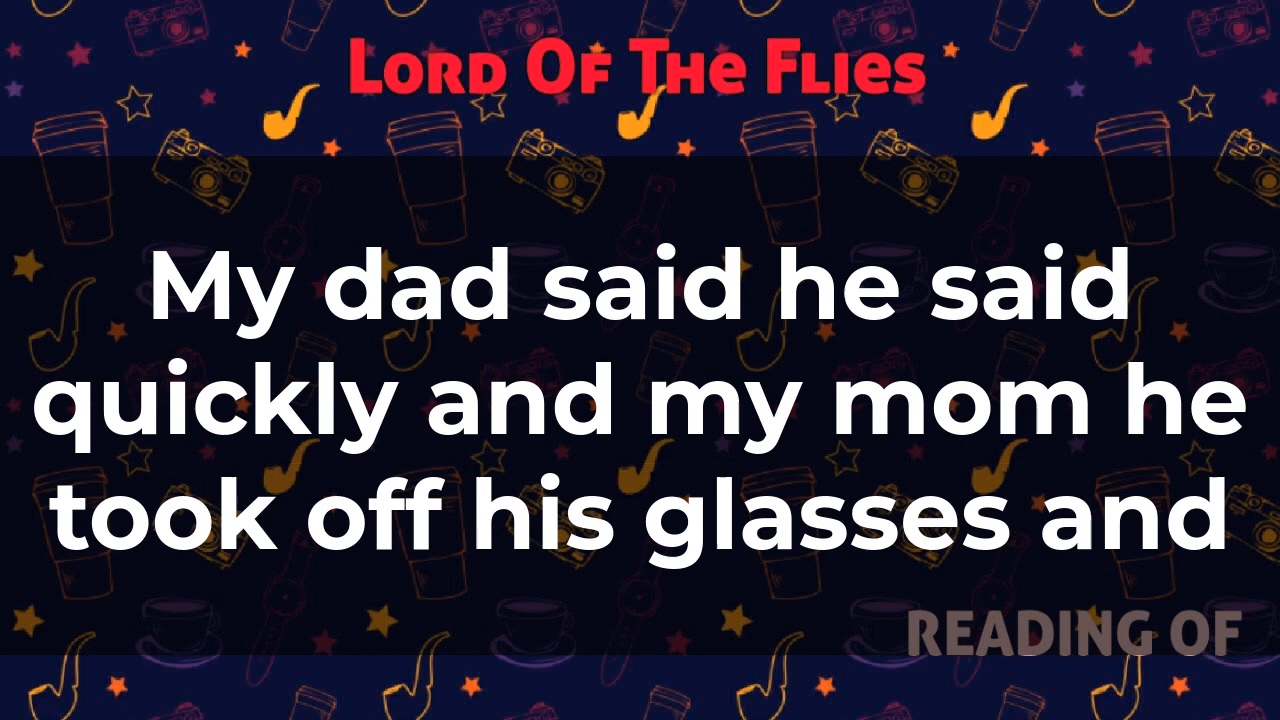 Lord Of The Flies
My dad said he said
quickly and my mom he
took off his glasses and
READING OF